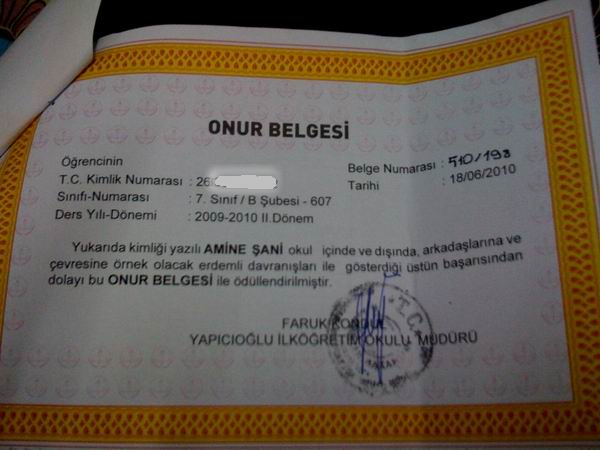 ONUR BELGESİ
Öğrencinin
T.C. Kimlik Numarası : 26
Sınıfı-Numarası : 7. Sınıf / B Şubesi - 607
Ders Yılı-Dönemi : 2009-2010 II.Dönem
Belge Numarası : 510/193
Tarihi : 18/06/2010
Yukarıda kimliği yazılı AMİNE ŞANİ okul içinde ve dışında, arkadaşlarına ve
çevresine örnek olacak erdemli davranışları ile gösterdiği üstün başarısından
dolayı bu ONUR BELGESİ ile ödüllendirilmiştir.
FARUK
YAPICIOĞLU İLKÖĞRETİM OKULU MÜDÜRÜ
T.C.